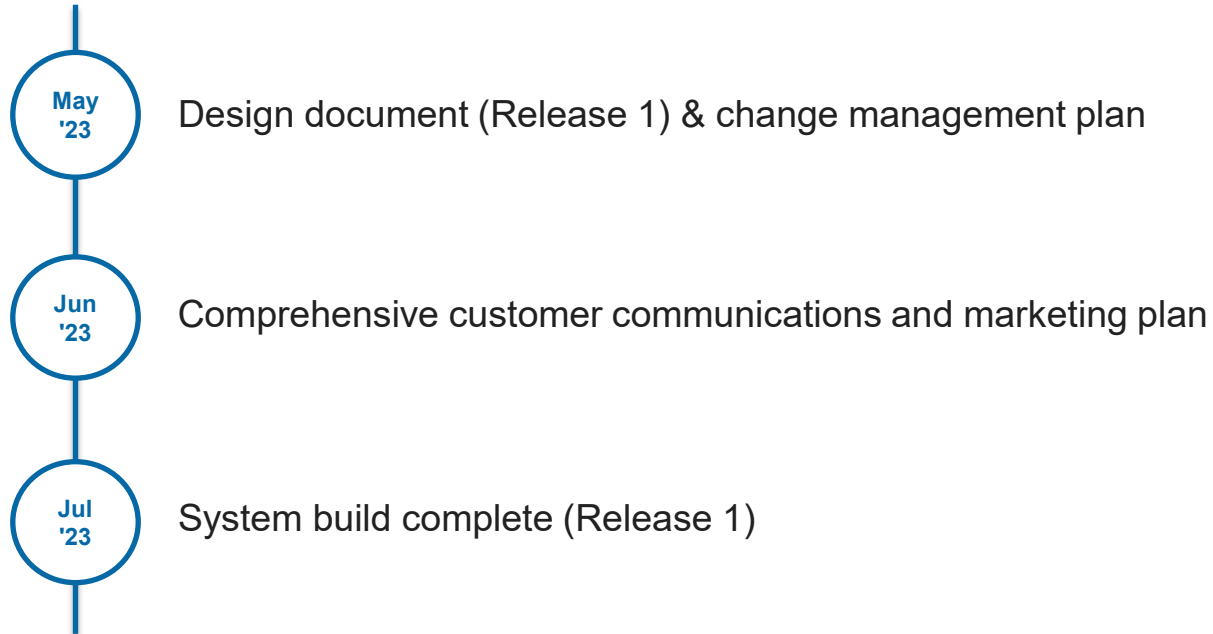 May
'23
Design document (Release 1) & change management plan
Jun
'23
Comprehensive customer communications and marketing plan
Jul
'23
System build complete (Release 1)